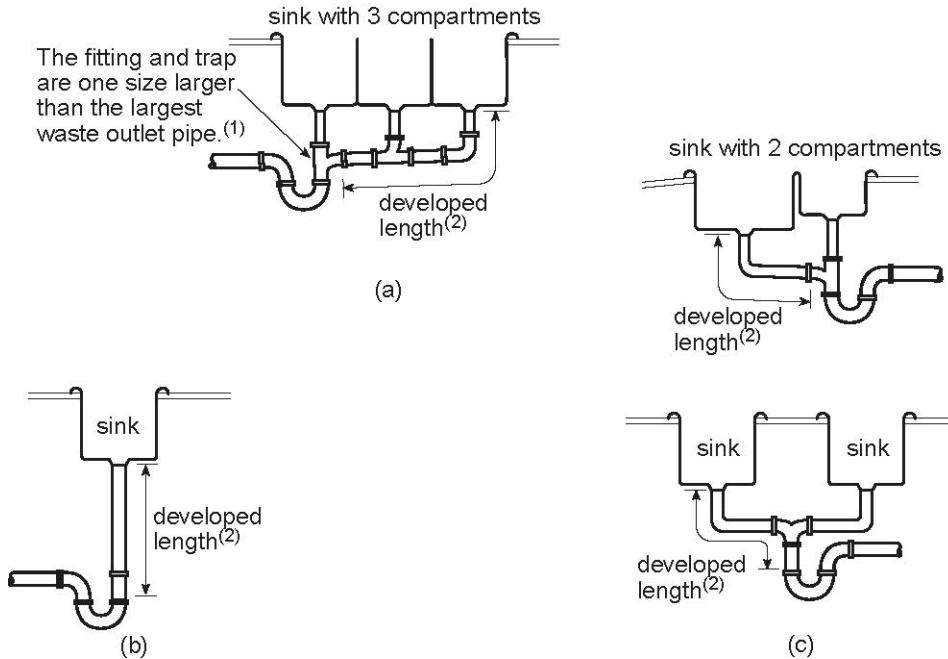 sink with 3 compartments
The fitting and trap
are one size larger
than the largest
waste outlet pipe.(1)
developed
length(2)
(a)
sink with 2 compartments
developed
length(2)
sink
developed
length(2)
(b)
sink
sink
developed
length(2)
(c)